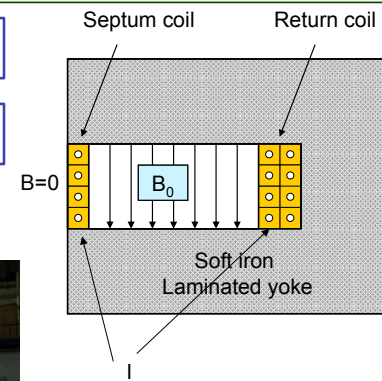 Septum coil
Return coil
B=0
B0
Soft iron
Laminated yoke
I